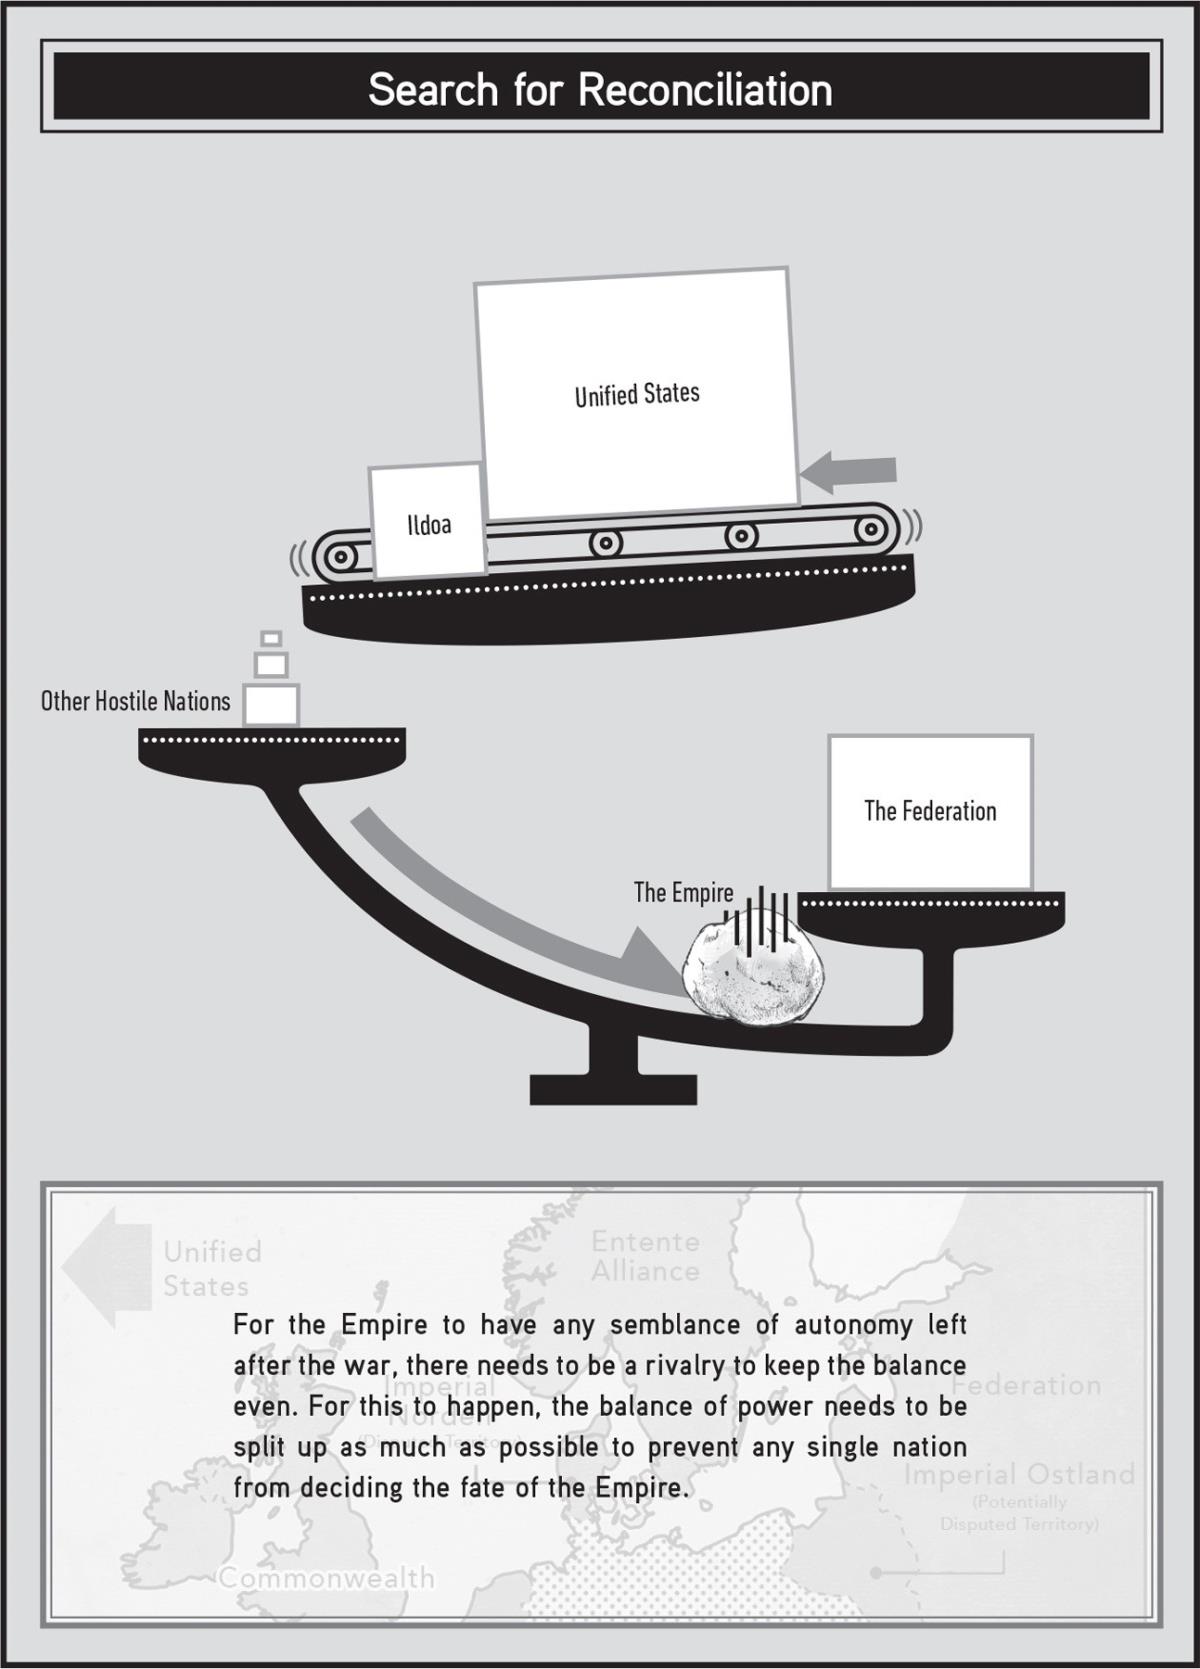 Search for Reconciliation
Unified States
Ildoa
Other Hostile Nations
The Federation
The Empire
Unified
States
Entente
Alliance
For the Empire to have any semblance of autonomy left
after the war, there needs to be a rivalry to keep the balance
even. For this to happen, the balance of power needs to be
split up as much as possible to prevent any single nation
from deciding the fate of the Empire.
Imperial
Norden
(Disputed Territory)
Federation
Imperial Ostland
(Potentially
Disputed Territory)
Commonwealth